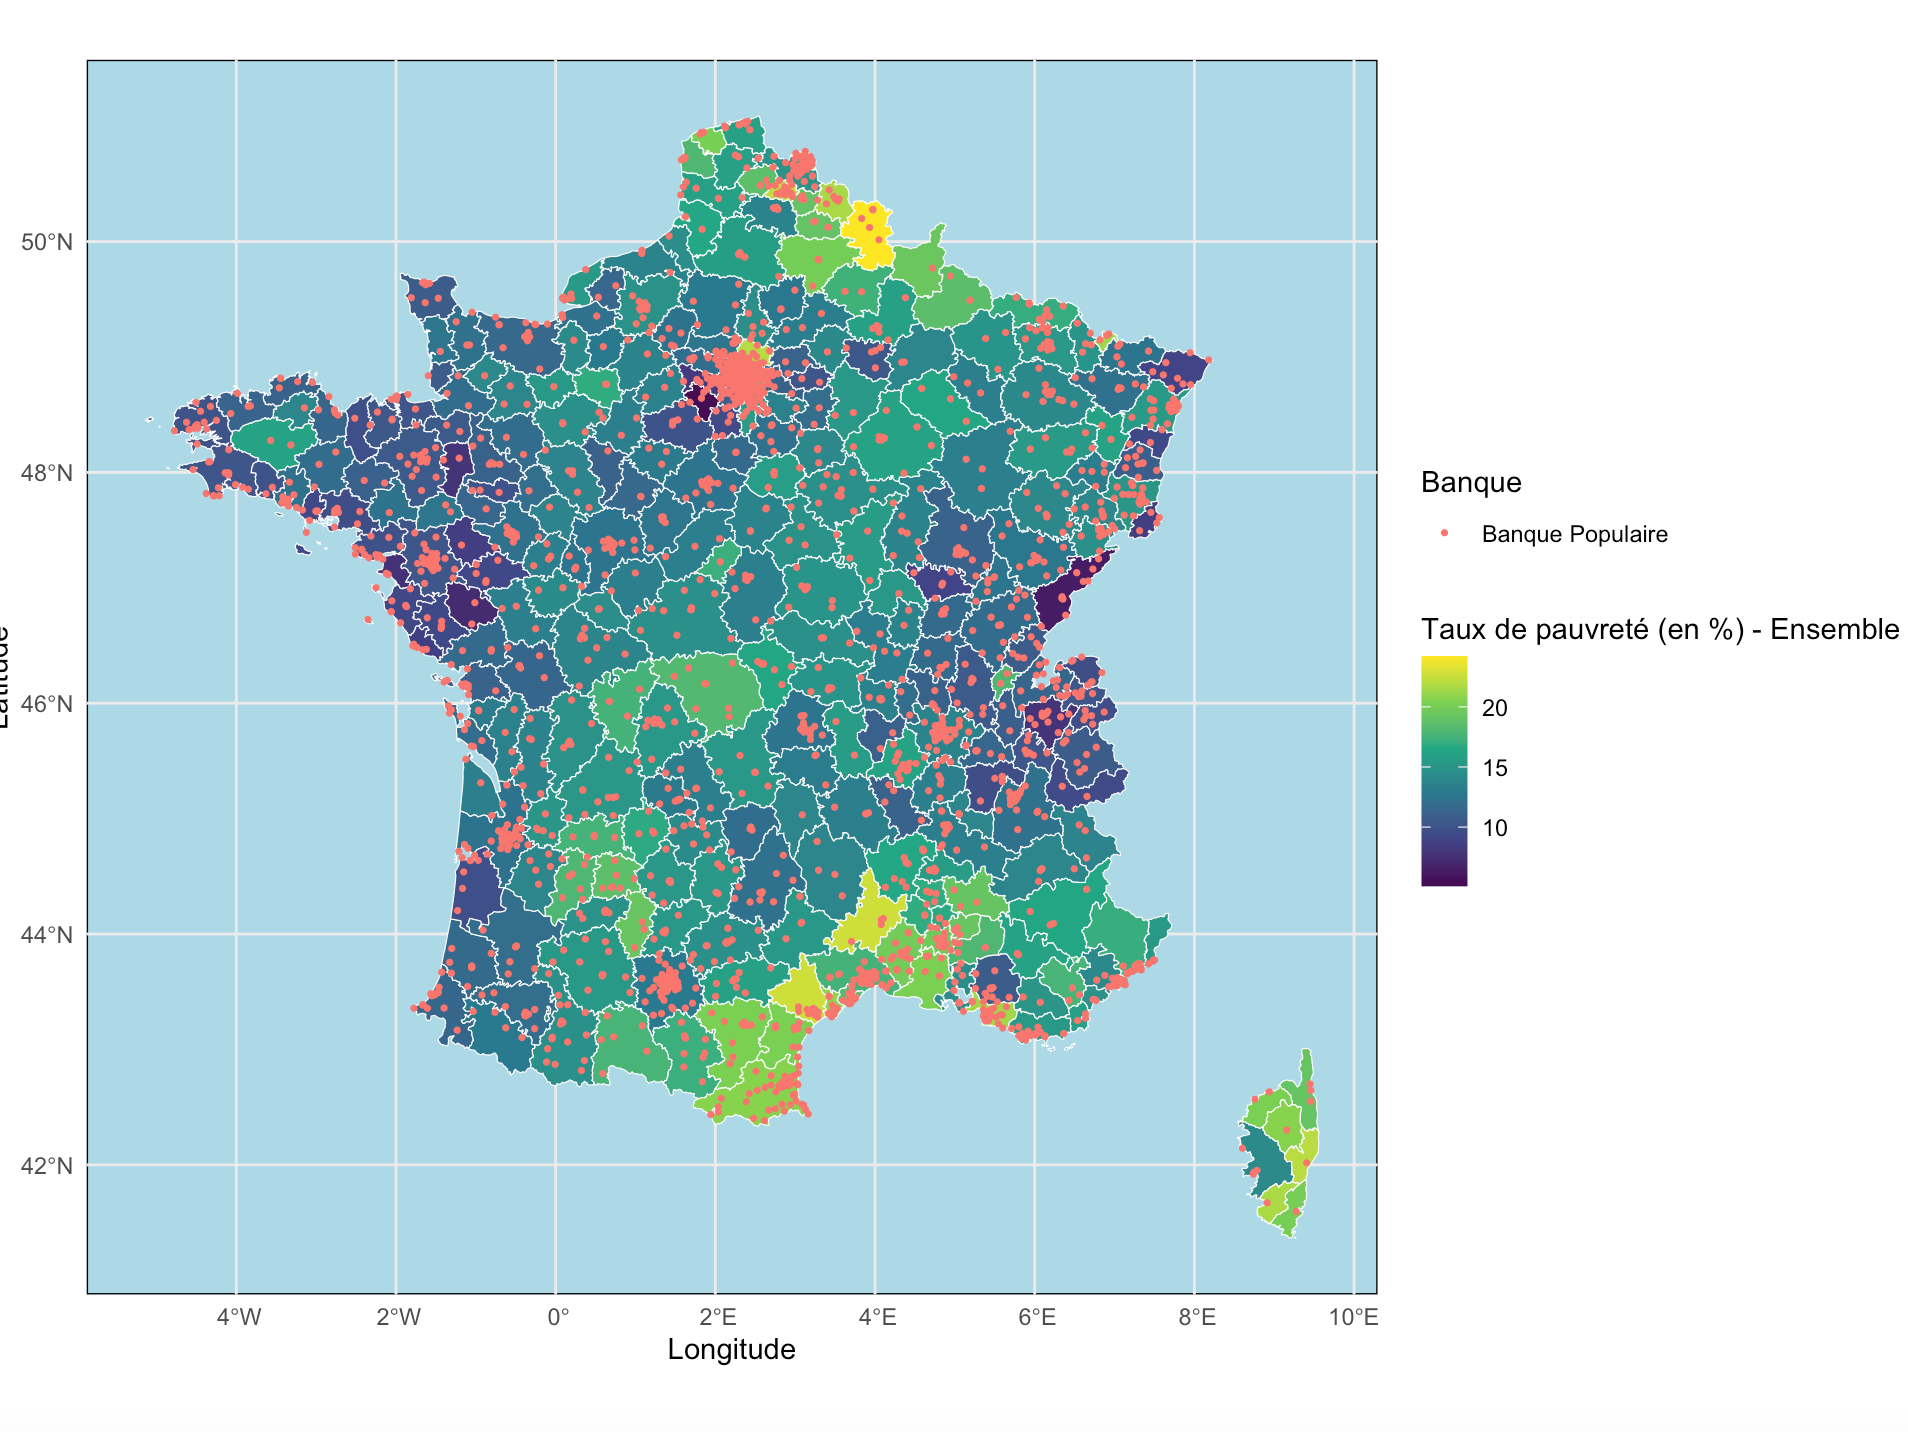 50°N
48°N
46°N
44°N
42°N
4°W
2°W
0°
2°E
4°E
6°E
8°E
10°E
Longitude
Latitude
Banque
Banque Populaire
Taux de pauvreté (en %) - Ensemble
20
15
10